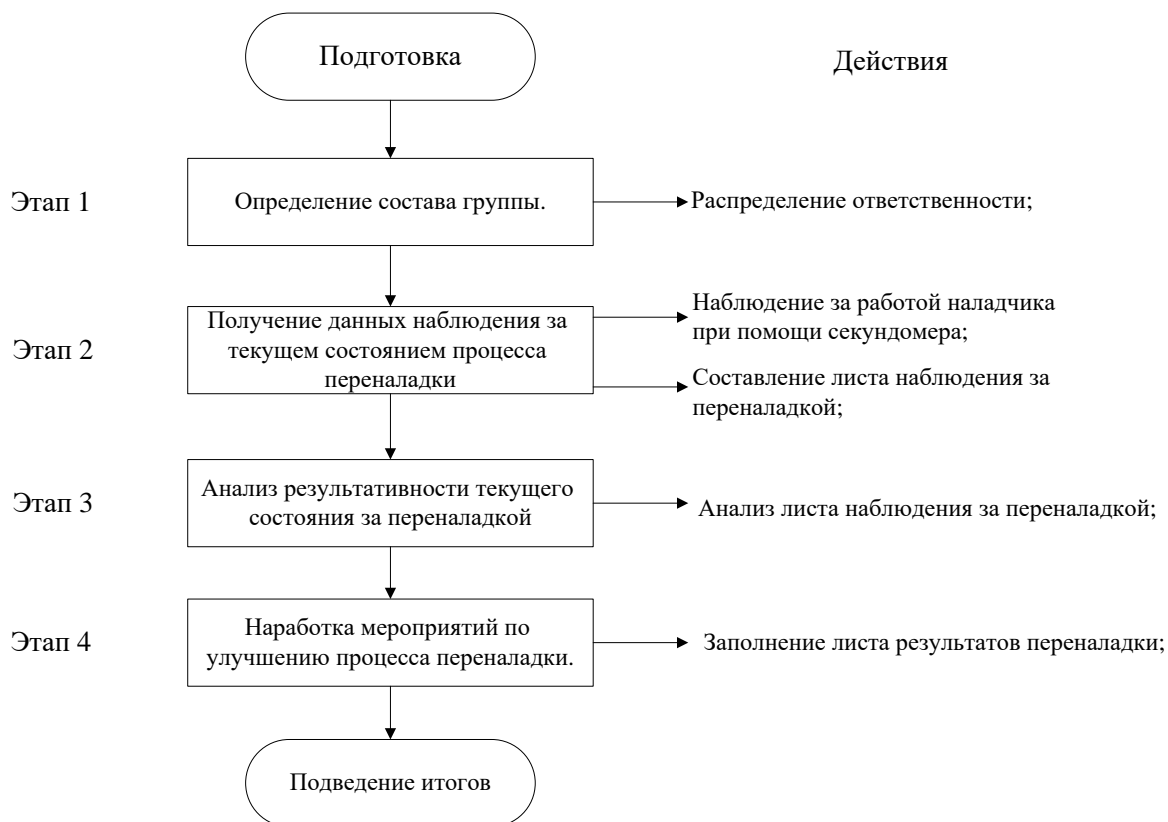 Подготовка
Действия
Этап 1
Определение состава группы.
Распределение ответственности;
Этап 2
Получение данных наблюдения за
текущем состоянием процесса
переналадки
Наблюдение за работой наладчика
при помощи секундомера;
Составление листа наблюдения за
переналадкой;
Этап 3
Анализ результативности текущего
состояния за переналадкой
Анализ листа наблюдения за переналадкой;
Этап 4
Наработка мероприятий по
улучшению процесса переналадки.
Заполнение листа результатов переналадки;
Подведение итогов